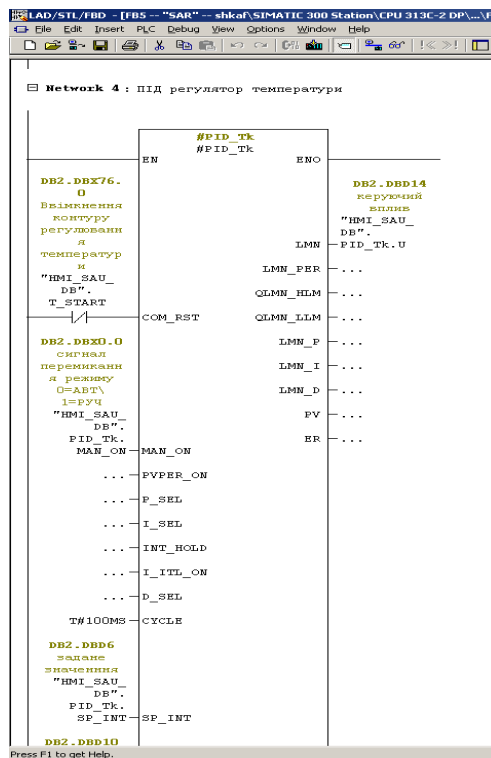 LAD/STL/FBD - [FB5 -- "SAR" -- shkaf\SIMATIC 300 Station\CPU 313C-2 DP\...\F
File Edit Insert PLC Debug View Options Window Help
Network 4 : ПІД регулятор температури
#PID_Tk
#PID_Tk
EN ENO
DB2.DBX76.
0
Ввімкнення
контуру
регулюванн
я
температур
и
"HMI_SAU_
DB".
T_START
COM_RST
DB2.DBX0.0
сигнал
перемиканн
я режиму
0=АВТ\
1=РУЧ
"HMI_SAU_
DB".
PID_Tk.
MAN_ON MAN_ON
... PVPER_ON
... P_SEL
... I_SEL
... INT_HOLD
... I_ITL_ON
... D_SEL
T#100MS CYCLE
DB2.DBD6
задане
значенння
"HMI_SAU_
DB".
PID_Tk.
SP_INT SP_INT
DB2.DBD10
DB2.DBD14
керуючий
вплив
"HMI_SAU_
DB".
LMN PID_Tk.U
LMN_PER ...
QLMN_HLM ...
QLMN_LLM ...
LMN_P ...
LMN_I ...
LMN_D ...
PV ...
ER ...
Press F1 to get Help.